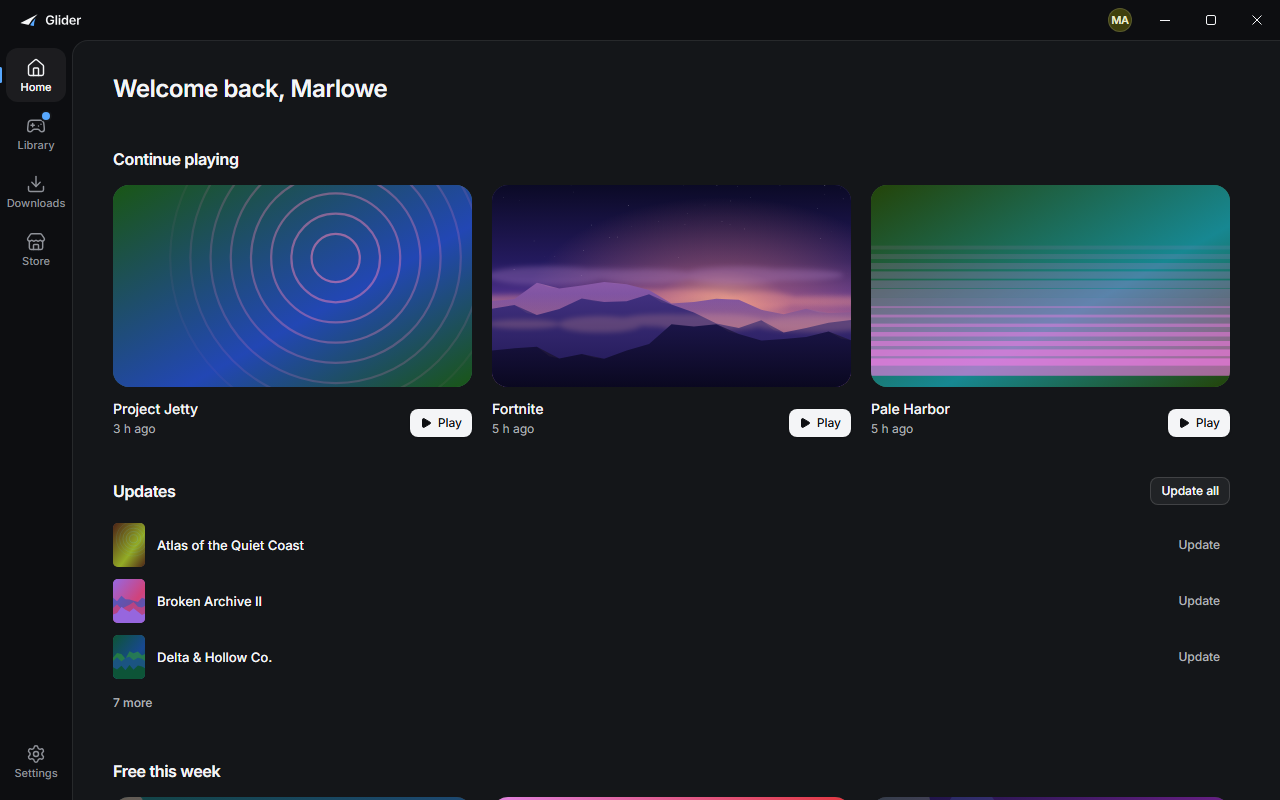 Glider
MA
Home
Library
Downloads
Store
Settings
Welcome back, Marlowe
Continue playing
Project Jetty
3 h ago
Play
Fortnite
5 h ago
Play
Pale Harbor
5 h ago
Play
Updates
Update all
Atlas of the Quiet Coast
Update
Broken Archive II
Update
Delta & Hollow Co.
Update
7 more
Free this week